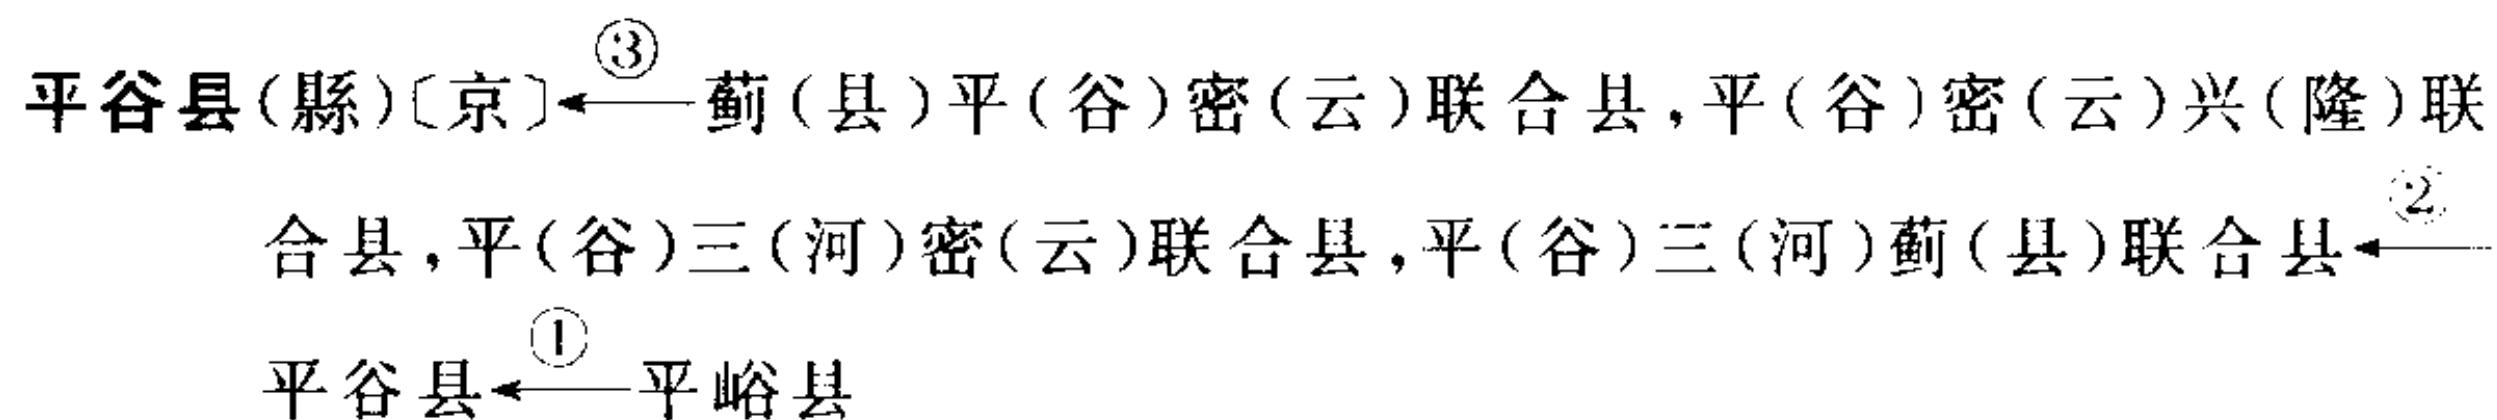 平谷县(縣)〔京〕←③蓟(县)平(谷)密(云)联合县,平(谷)密(云)兴(隆)联
合县,平(谷)三(河)密(云)联合县,平(谷)三(河)蓟(县)联合县←②
平谷县←①平峪县